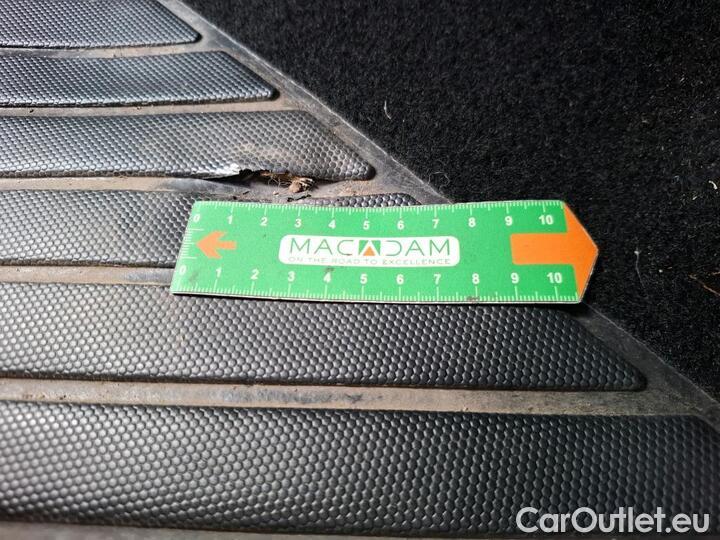 0 1 2 3 4 5 6 7 8 9 10
MACADAM
ON THE ROAD TO EXCELLENCE
0 1 2 3 4 5 6 7 8 9 10
CarOutlet.eu